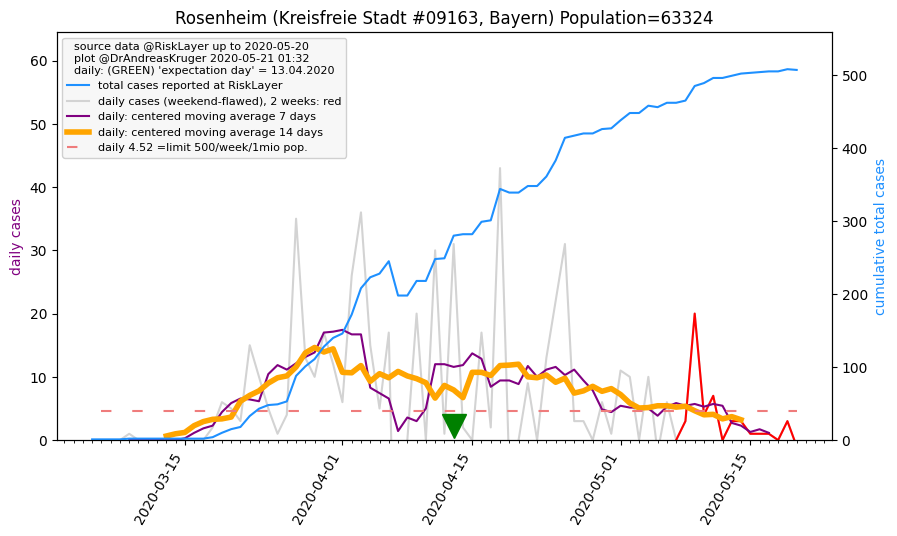 Rosenheim (Kreisfreie Stadt #09163, Bayern) Population=63324
source data @RiskLayer up to 2020-05-20
plot @DrAndreasKruger 2020-05-21 01:32
daily: (GREEN) 'expectation day' = 13.04.2020
total cases reported at RiskLayer
daily cases (weekend-flawed), 2 weeks: red
daily: centered moving average 7 days
daily: centered moving average 14 days
daily 4.52 =limit 500/week/1mio pop.
daily cases
60
50
40
30
20
10
0
cumulative total cases
500
400
300
200
100
0
2020-03-15
2020-04-01
2020-04-15
2020-05-01
2020-05-15